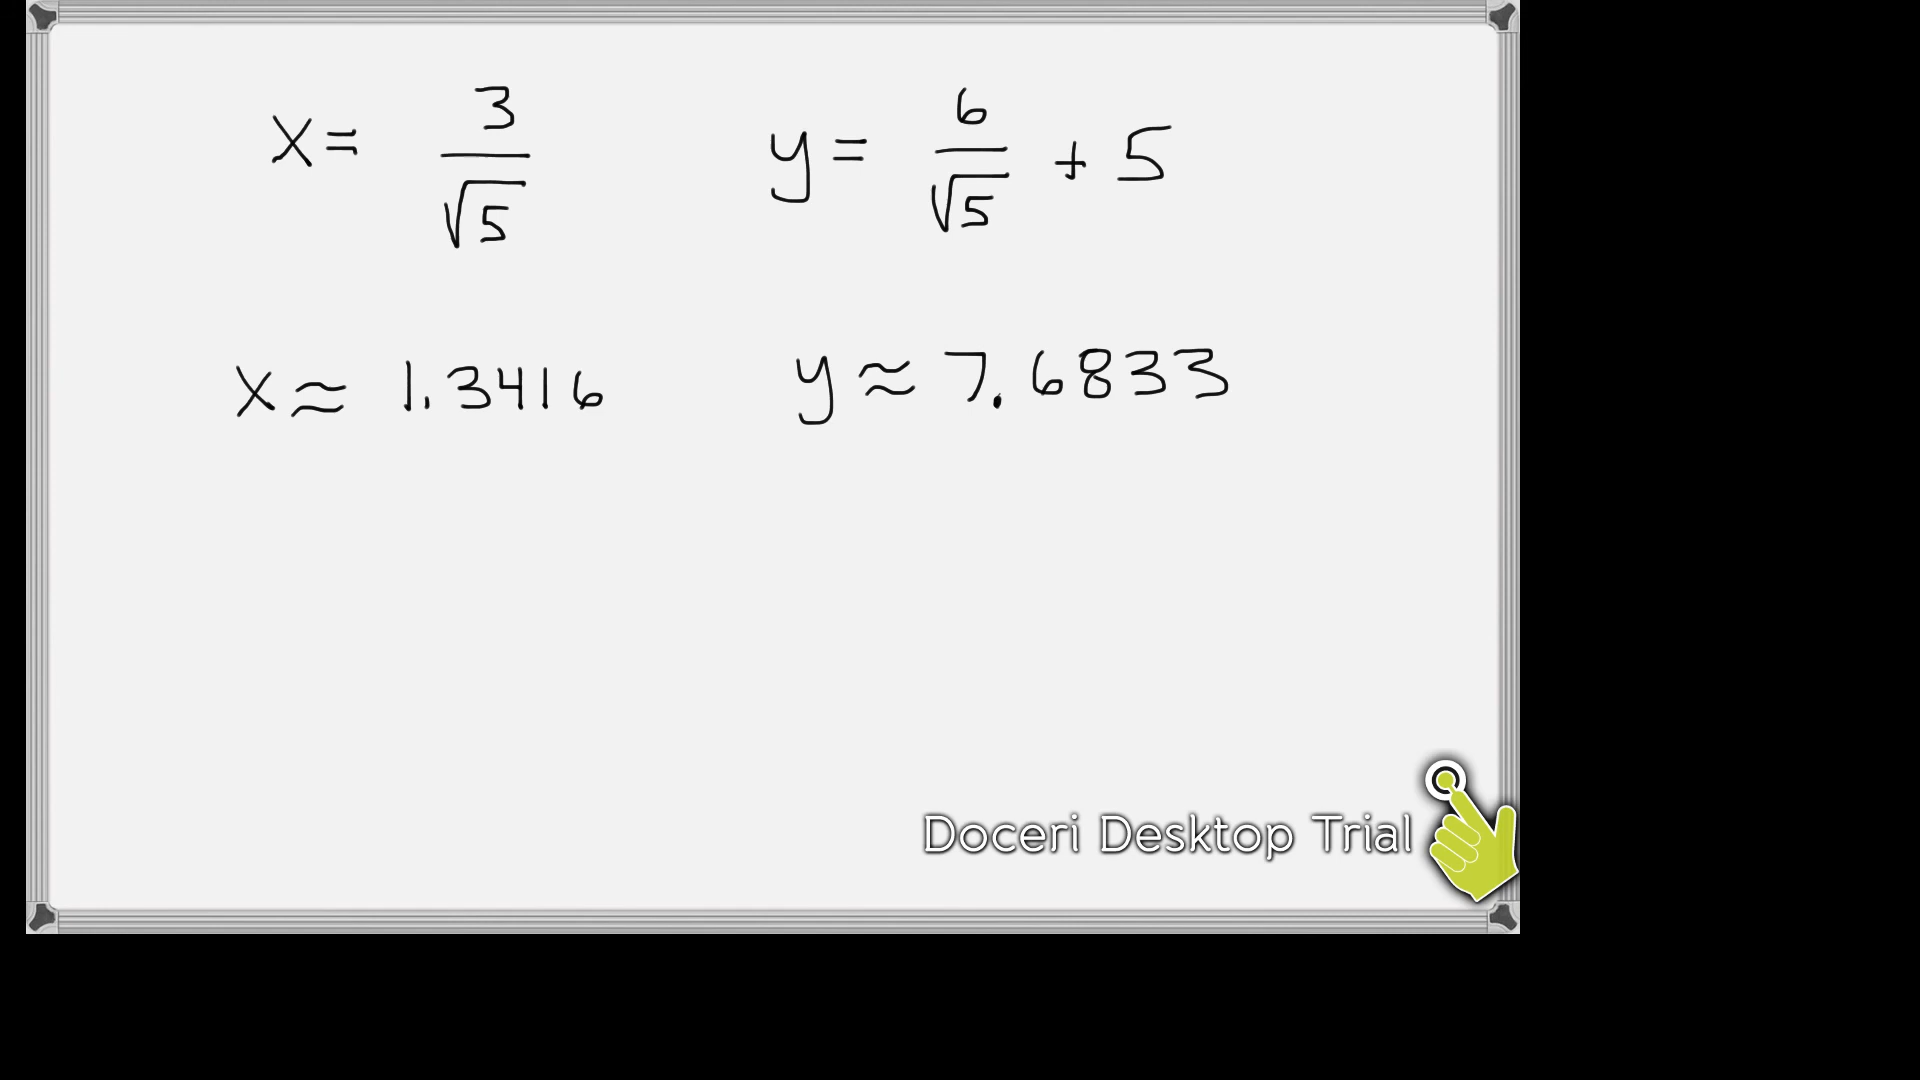 x = 3/√5    y = 6/√5 + 5
x ≈ 1.3416    y ≈ 7.6833
Doceri Desktop Trial